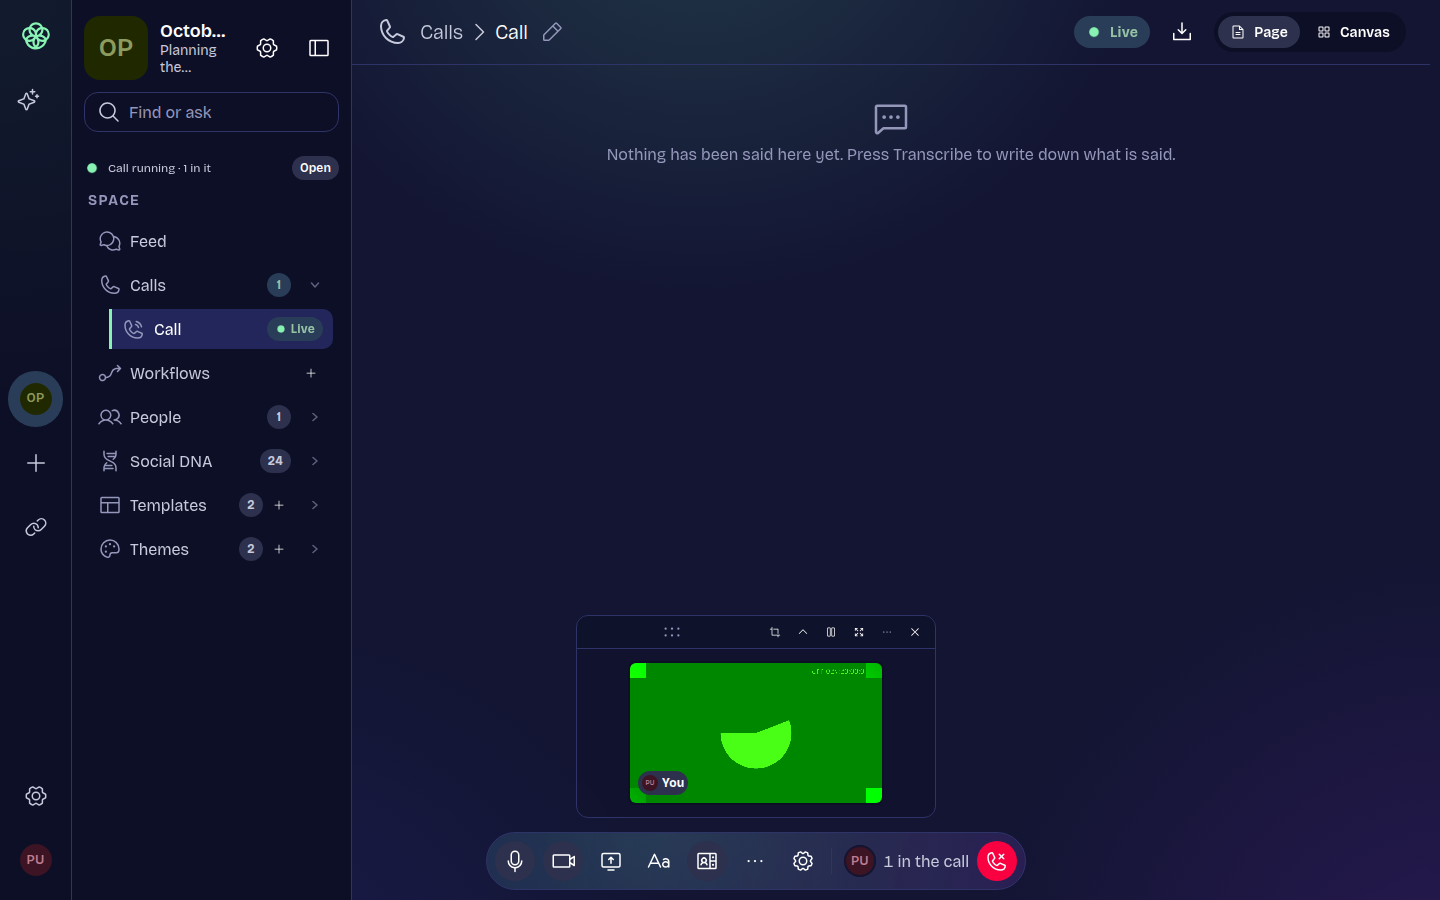 OP
Octob...
Planning the...
Find or ask
Call running · 1 in it
Open
SPACE
Feed
Calls
1
Call
Live
Workflows
People
1
Social DNA
24
Templates
2
Themes
2
OP
PU
Calls
Call
Live
Page
Canvas
Nothing has been said here yet. Press Transcribe to write down what is said.
PU
You
Aa
PU
1 in the call